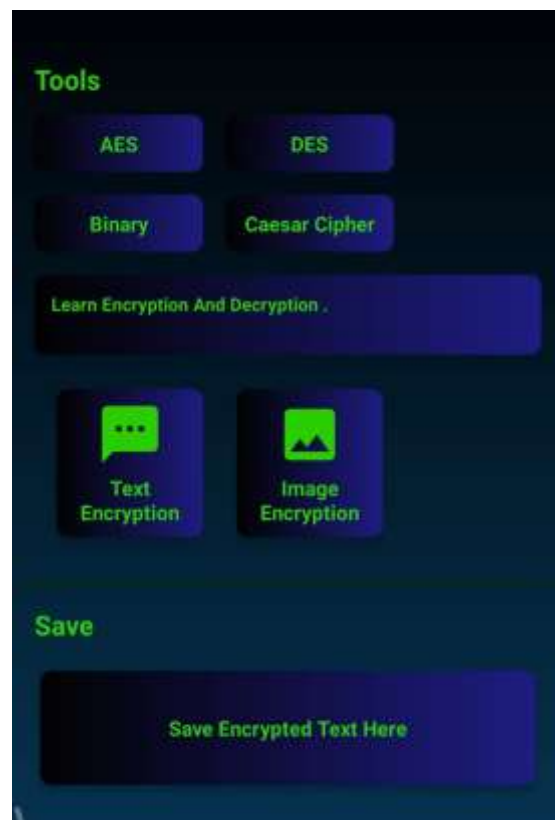 Tools
AES
DES
Binary
Caesar Cipher
Learn Encryption And Decryption .
Text
Encryption
Image
Encryption
Save
Save Encrypted Text Here